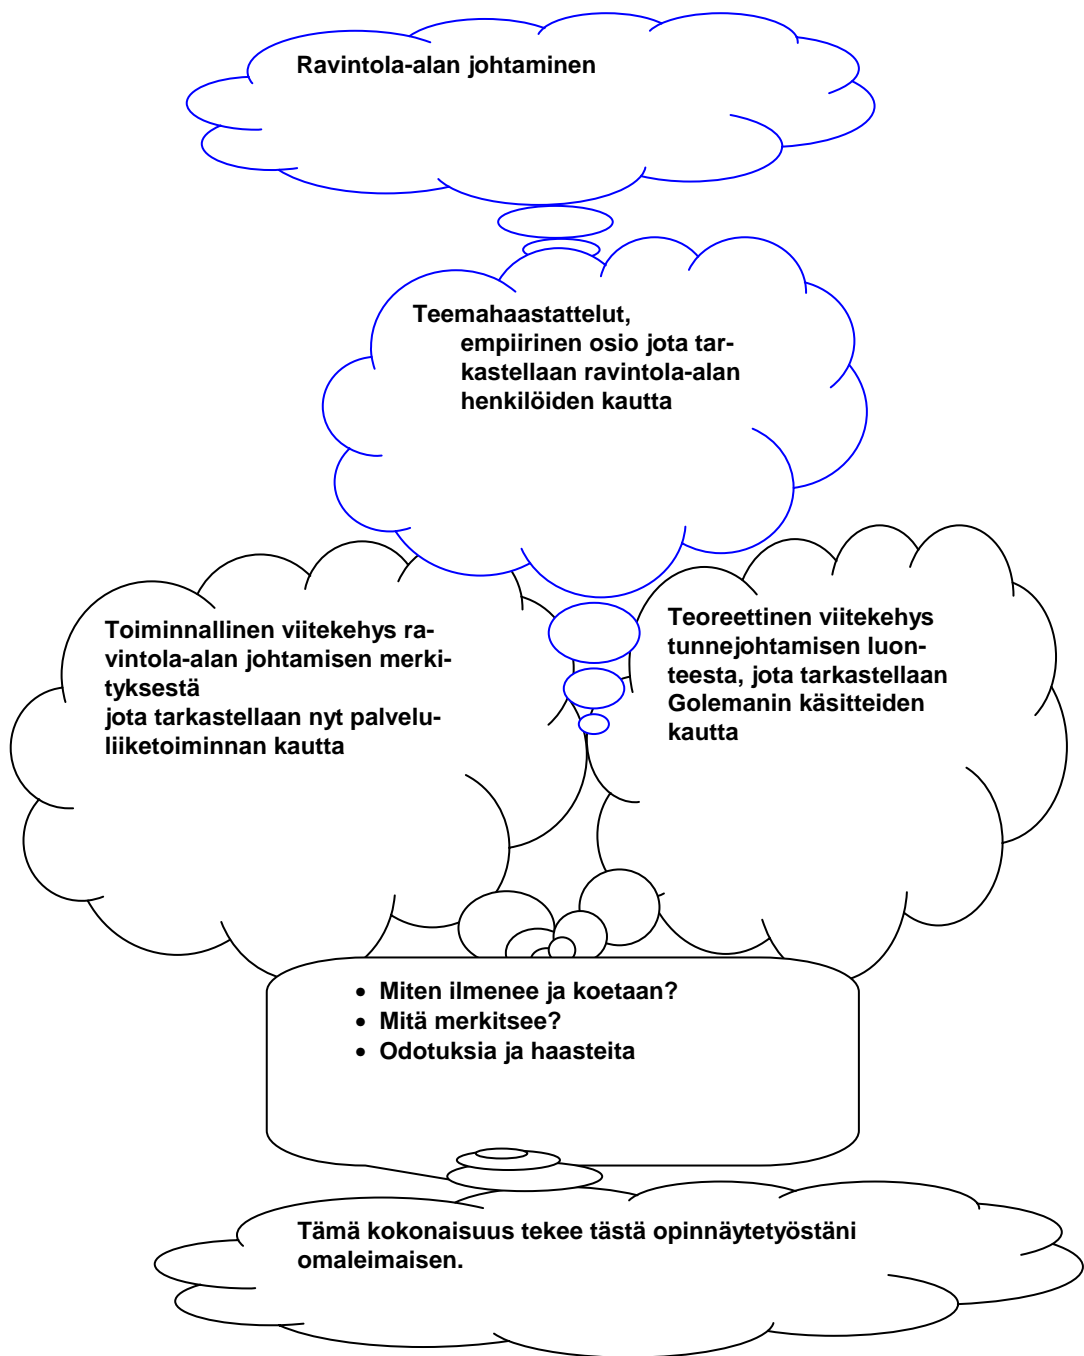 Ravintola-alan johtaminen
Teemahaastattelut,
empiirinen osio jota tar-
kastellaan ravintola-alan
henkilöiden kautta
Toiminnallinen viitekehys ra-
vintola-alan johtamisen merki-
tyksestä
jota tarkastellaan nyt palvelu-
liiketoiminnan kautta
Teoreettinen viitekehys
tunnejohtamisen luon-
teesta, jota tarkastellaan
Golemanin käsitteiden
kautta
• Miten ilmenee ja koetaan?
• Mitä merkitsee?
• Odotuksia ja haasteita
Tämä kokonaisuus tekee tästä opinnäytetyöstäni
omaleimaisen.